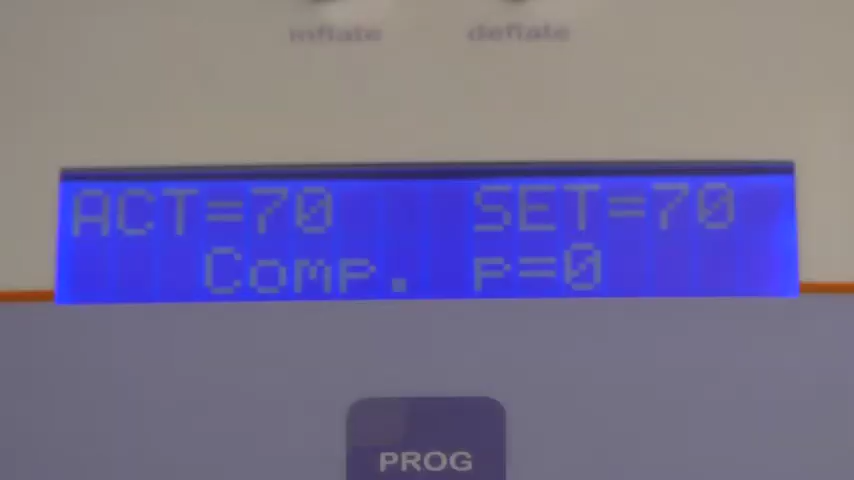 inflate deflate
ACT=70 SET=70
Comp. p=0
PROG